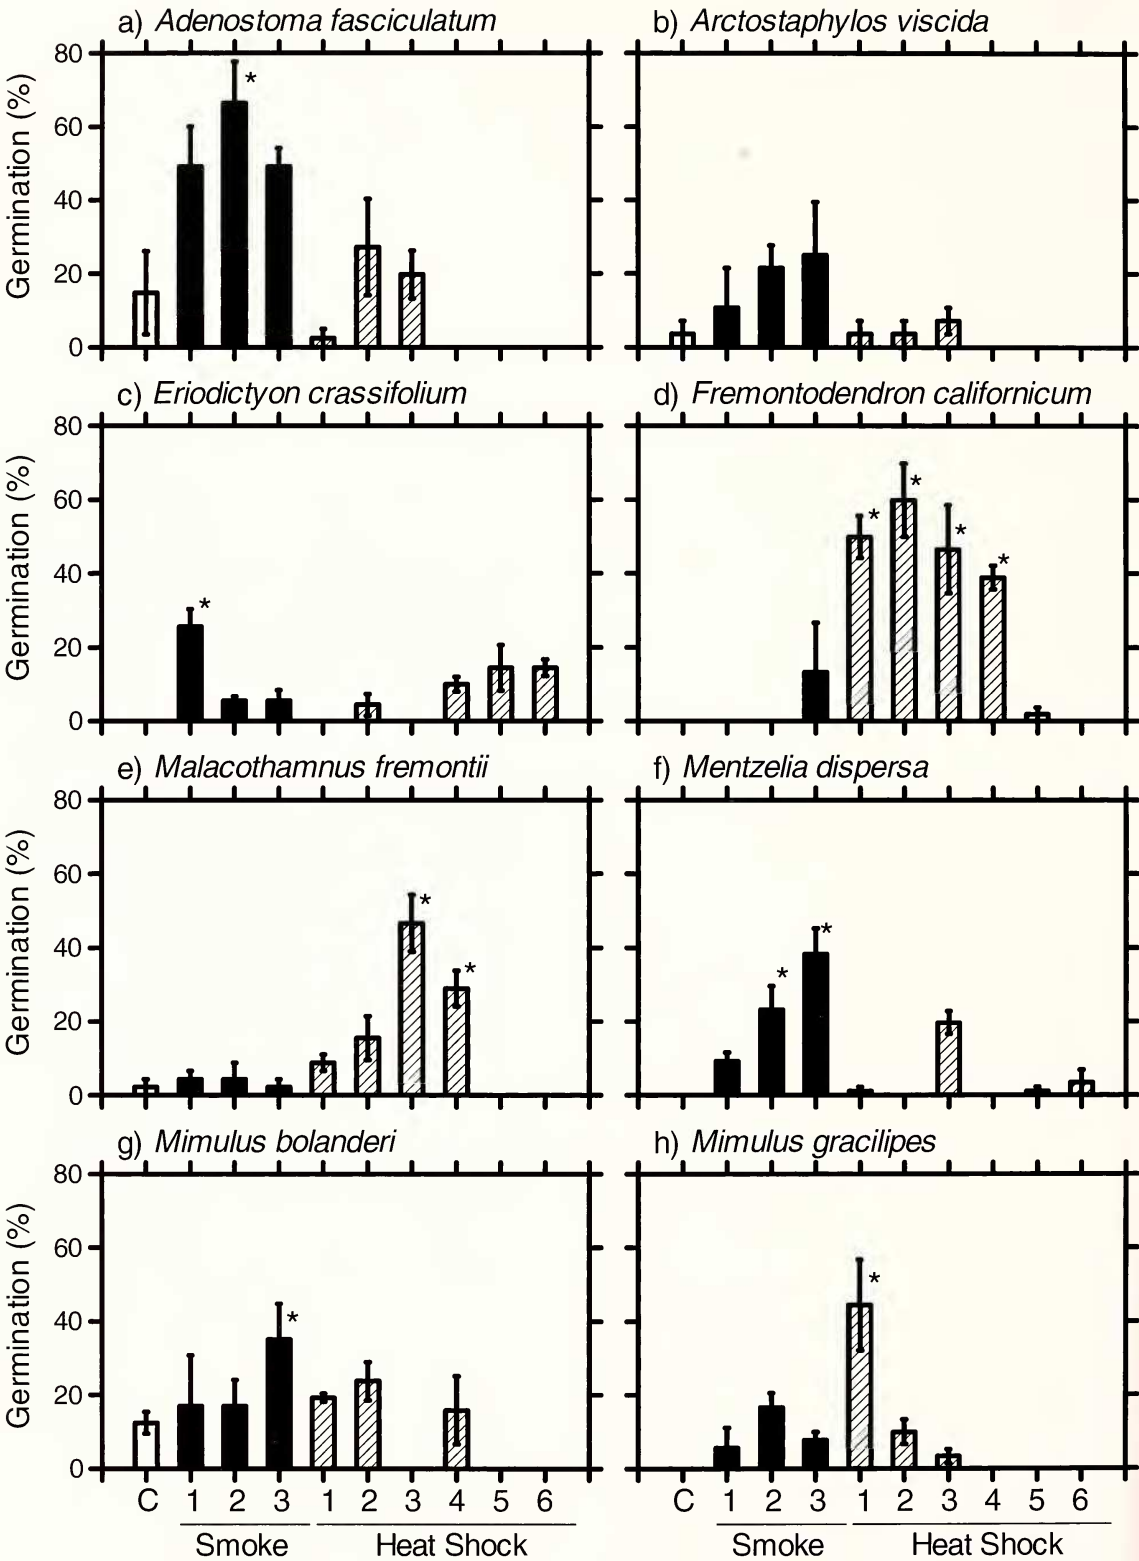 a) Adenostoma fasciculatum
b) Arctostaphylos viscida
80
60
40
20
0
Germination (%)
*
c) Eriodictyon crassifolium
d) Fremontodendron californicum
80
60
40
20
0
Germination (%)
*
*
*
*
*
e) Malacothamnus fremontii
f) Mentzelia dispersa
80
60
40
20
0
Germination (%)
*
*
*
*
g) Mimulus bolanderi
h) Mimulus gracilipes
80
60
40
20
0
Germination (%)
*
*
C 1 2 3 1 2 3 4 5 6
C 1 2 3 1 2 3 4 5 6
Smoke Heat Shock
Smoke Heat Shock